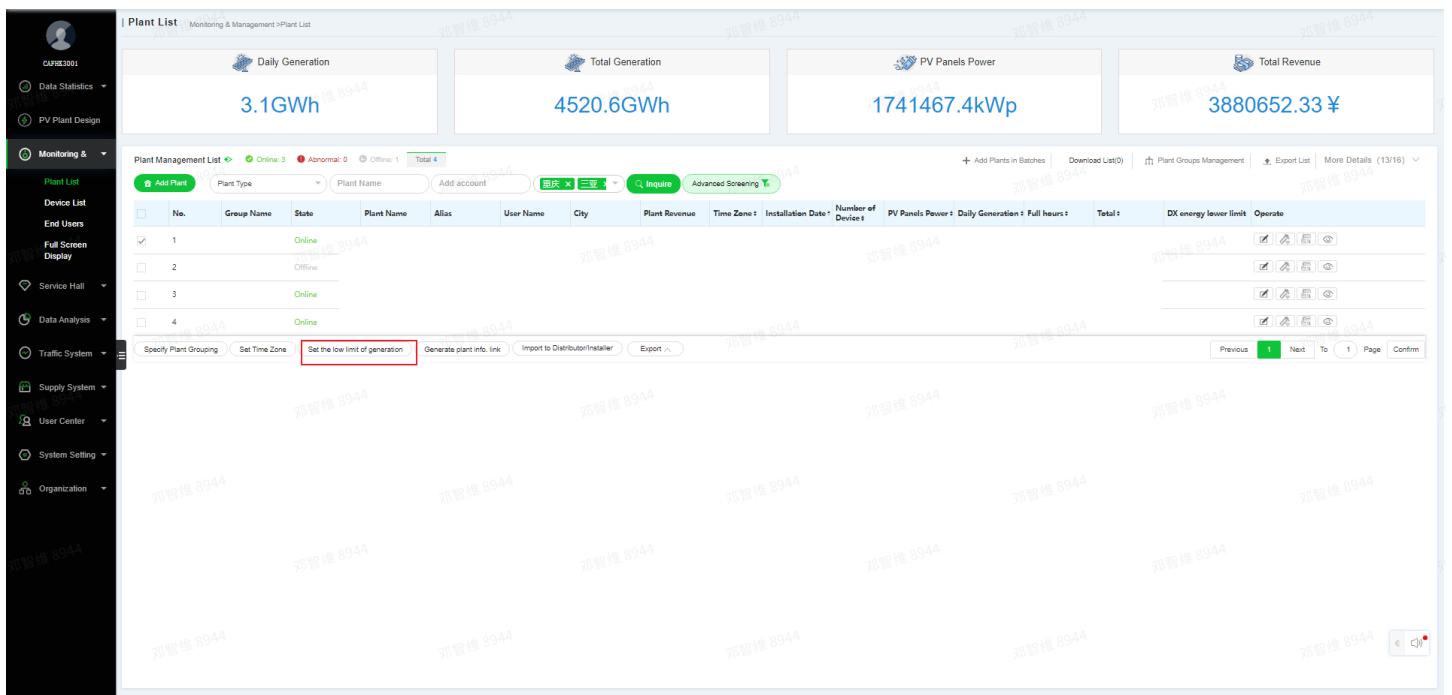 | Plant List Monitoring & Management >Plant List
CAFHK3001
Data Statistics
PV Plant Design
Monitoring &
Plant List
Device List
End Users
Full Screen Display
Service Hall
Data Analysis
Traffic System
Supply System
User Center
System Setting
Organization
Daily Generation
3.1GWh
Total Generation
4520.6GWh
PV Panels Power
1741467.4kWp
Total Revenue
3880652.33 ¥
Plant Management List Online: 3 Abnormal: 0 Offline: 1 Total 4
+ Add Plants in Batches Download List(0) Plant Groups Management Export List More Details (13/16)
Add Plant Plant Type Plant Name Add account 重庆 × 三亚 Inquire Advanced Screening
No. Group Name State Plant Name Alias User Name City Plant Revenue Time Zone Installation Date Number of Device PV Panels Power Daily Generation Full hours Total DX energy lower limit Operate
1 Online
2 Offline
3 Online
4 Online
Specify Plant Grouping Set Time Zone Set the low limit of generation Generate plant info. link Import to Distributor/Installer Export
Previous 1 Next To 1 Page Confirm
邓智维 8944